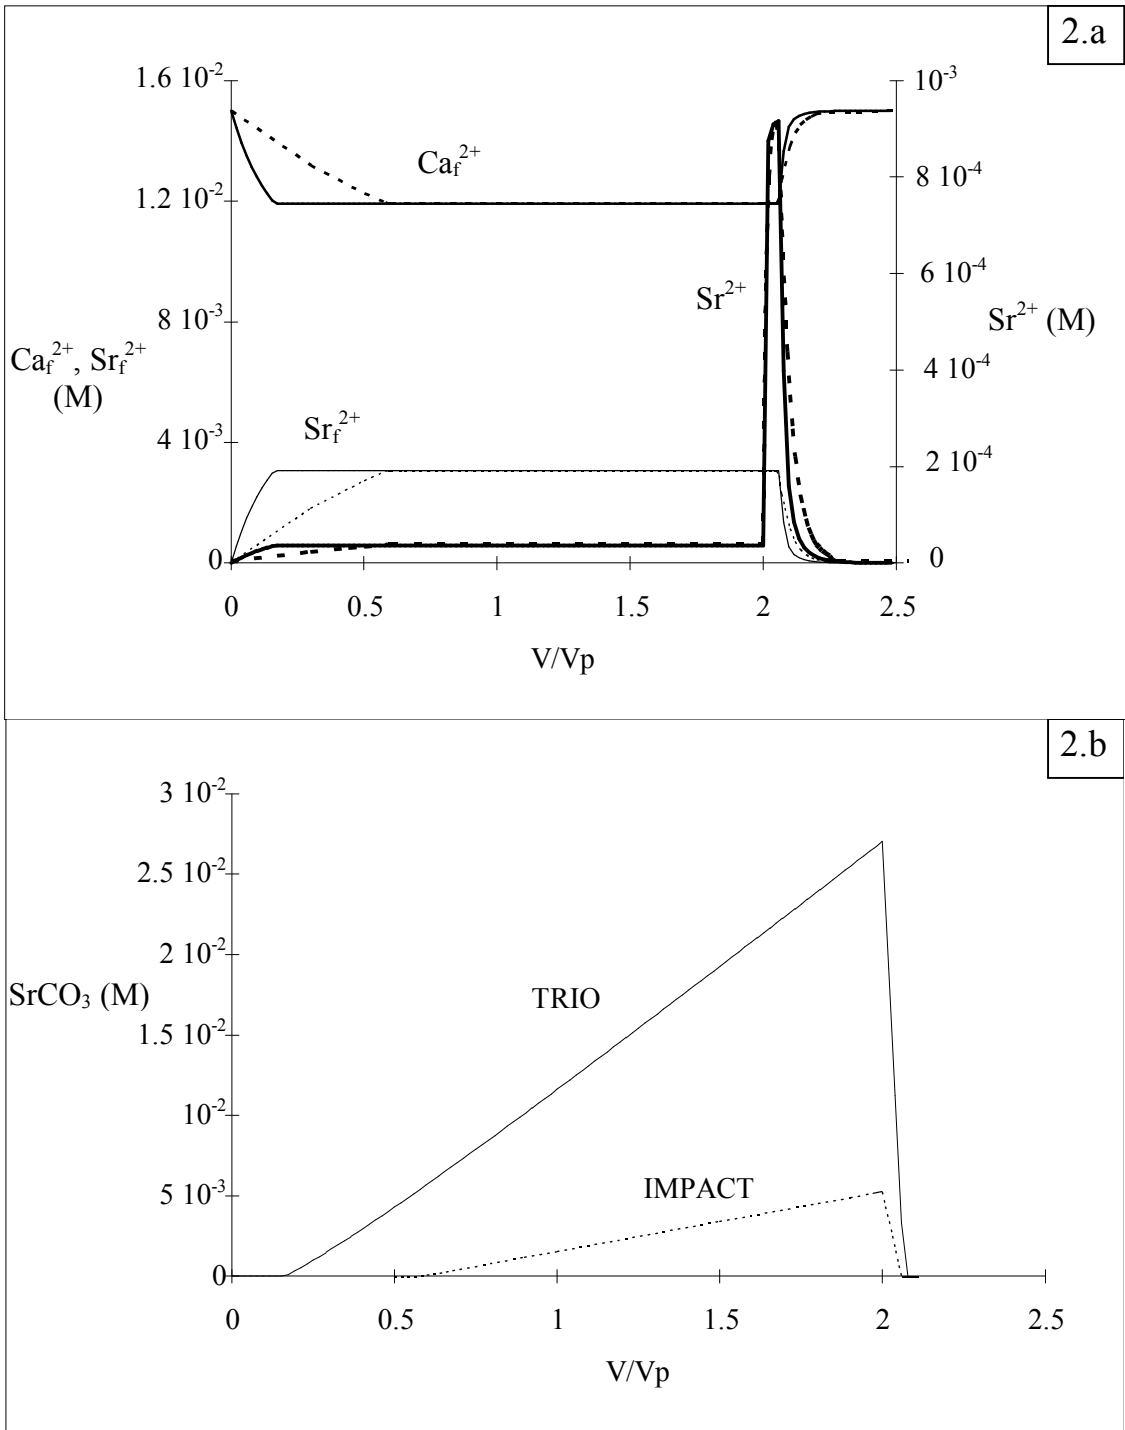 2.a
1.6 10⁻²
10⁻³
Ca_f²⁺
8 10⁻⁴
1.2 10⁻²
6 10⁻⁴
Sr²⁺
8 10⁻³
Sr²⁺ (M)
Ca_f²⁺, Sr_f²⁺
(M)
4 10⁻⁴
Sr_f²⁺
4 10⁻³
2 10⁻⁴
0
0
0 0.5 1 1.5 2 2.5
V/Vp
2.b
3 10⁻²
2.5 10⁻²
2 10⁻²
SrCO₃ (M)
TRIO
1.5 10⁻²
10⁻²
IMPACT
5 10⁻³
0
0 0.5 1 1.5 2 2.5
V/Vp